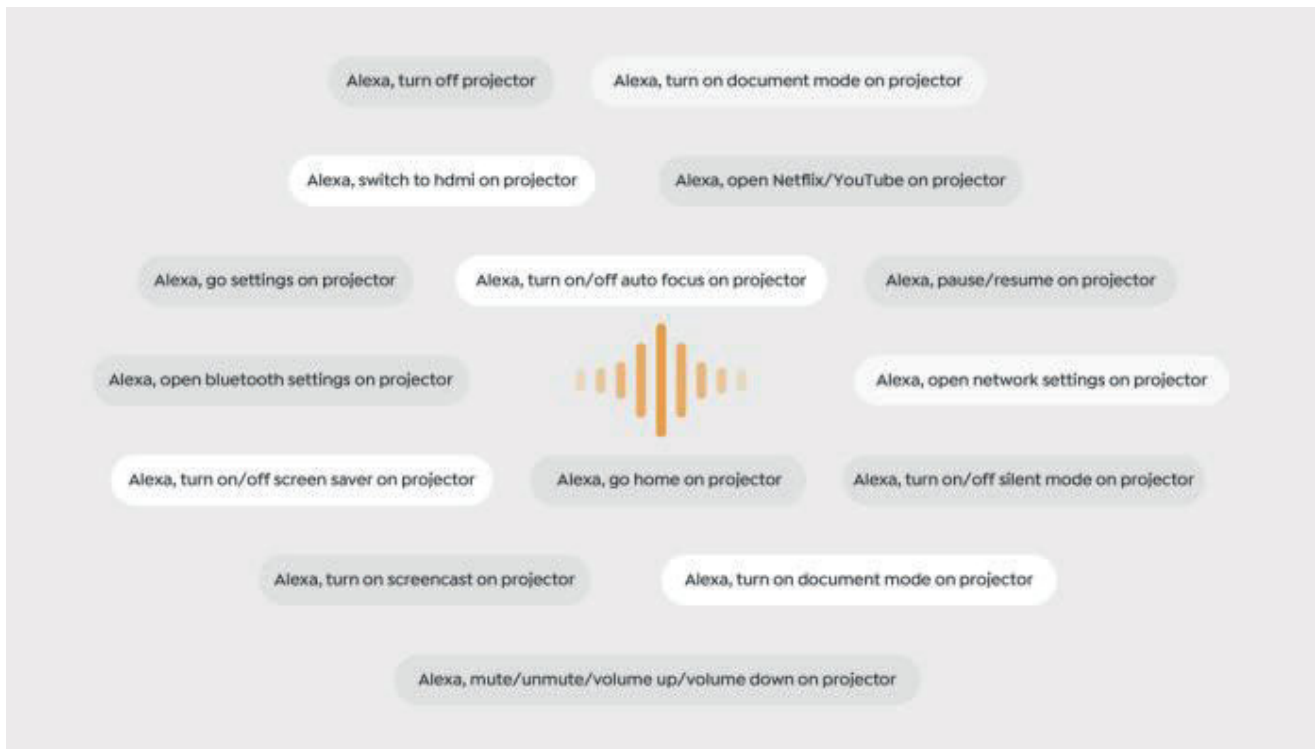 Alexa, turn off projector
Alexa, turn on document mode on projector
Alexa, switch to hdmi on projector
Alexa, open Netflix/YouTube on projector
Alexa, go settings on projector
Alexa, turn on/off auto focus on projector
Alexa, pause/resume on projector
Alexa, open bluetooth settings on projector
Alexa, open network settings on projector
Alexa, turn on/off screen saver on projector
Alexa, go home on projector
Alexa, turn on/off silent mode on projector
Alexa, turn on screencast on projector
Alexa, turn on document mode on projector
Alexa, mute/unmute/volume up/volume down on projector